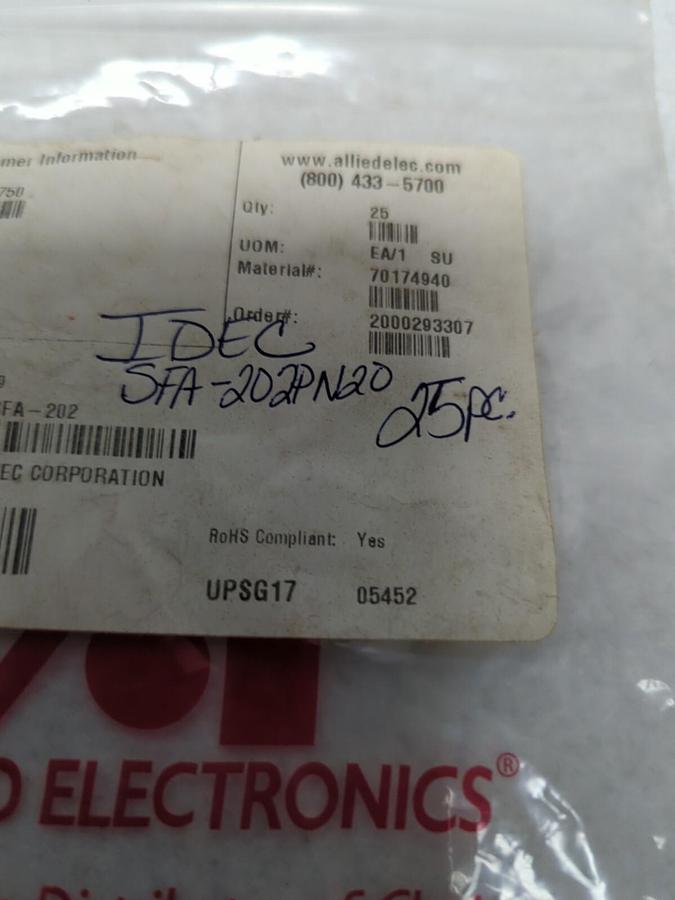 mer Information
750
www.alliedelec.com
(800) 433-5700
Qty: 25
UOM: EA/1 SU
Material#: 70174940
Order#: 2000293307
IDEC
SFA-202PN20
25pc.
FA-202
EC CORPORATION
RoHS Compliant: Yes
UPSG17 05452
D ELECTRONICS®